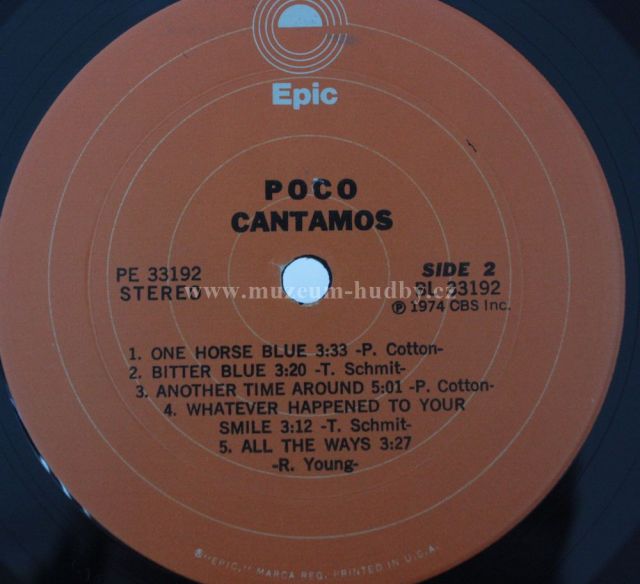 Epic
POCO
CANTAMOS
PE 33192
STEREO
SIDE 2
BL 33192
℗ 1974 CBS Inc.
www.muzeum-hudby.cz
1. ONE HORSE BLUE 3:33 -P. Cotton-
2. BITTER BLUE 3:20 -T. Schmit-
3. ANOTHER TIME AROUND 5:01 -P. Cotton-
4. WHATEVER HAPPENED TO YOUR
SMILE 3:12 -T. Schmit-
5. ALL THE WAYS 3:27
-R. Young-
®"EPIC," MARCA REG. PRINTED IN U.S.A.